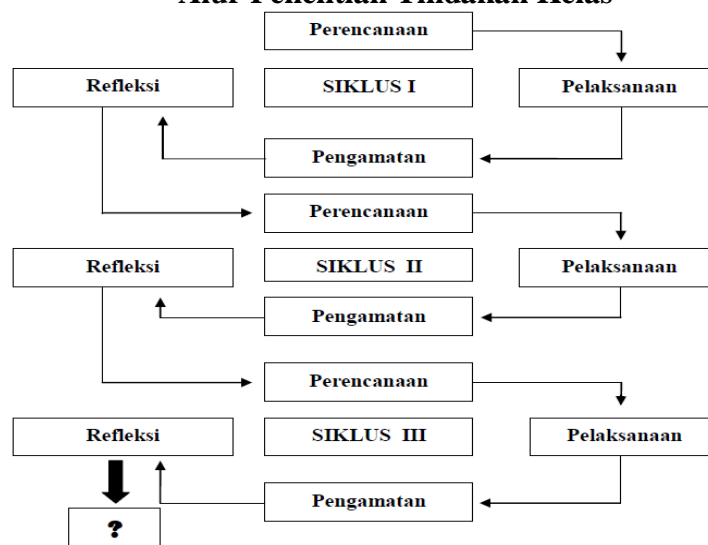 Alur Penelitian Tindakan Kelas
Perencanaan
Refleksi
SIKLUS I
Pelaksanaan
Pengamatan
Perencanaan
Refleksi
SIKLUS II
Pelaksanaan
Pengamatan
Perencanaan
Refleksi
SIKLUS III
Pelaksanaan
Pengamatan
?